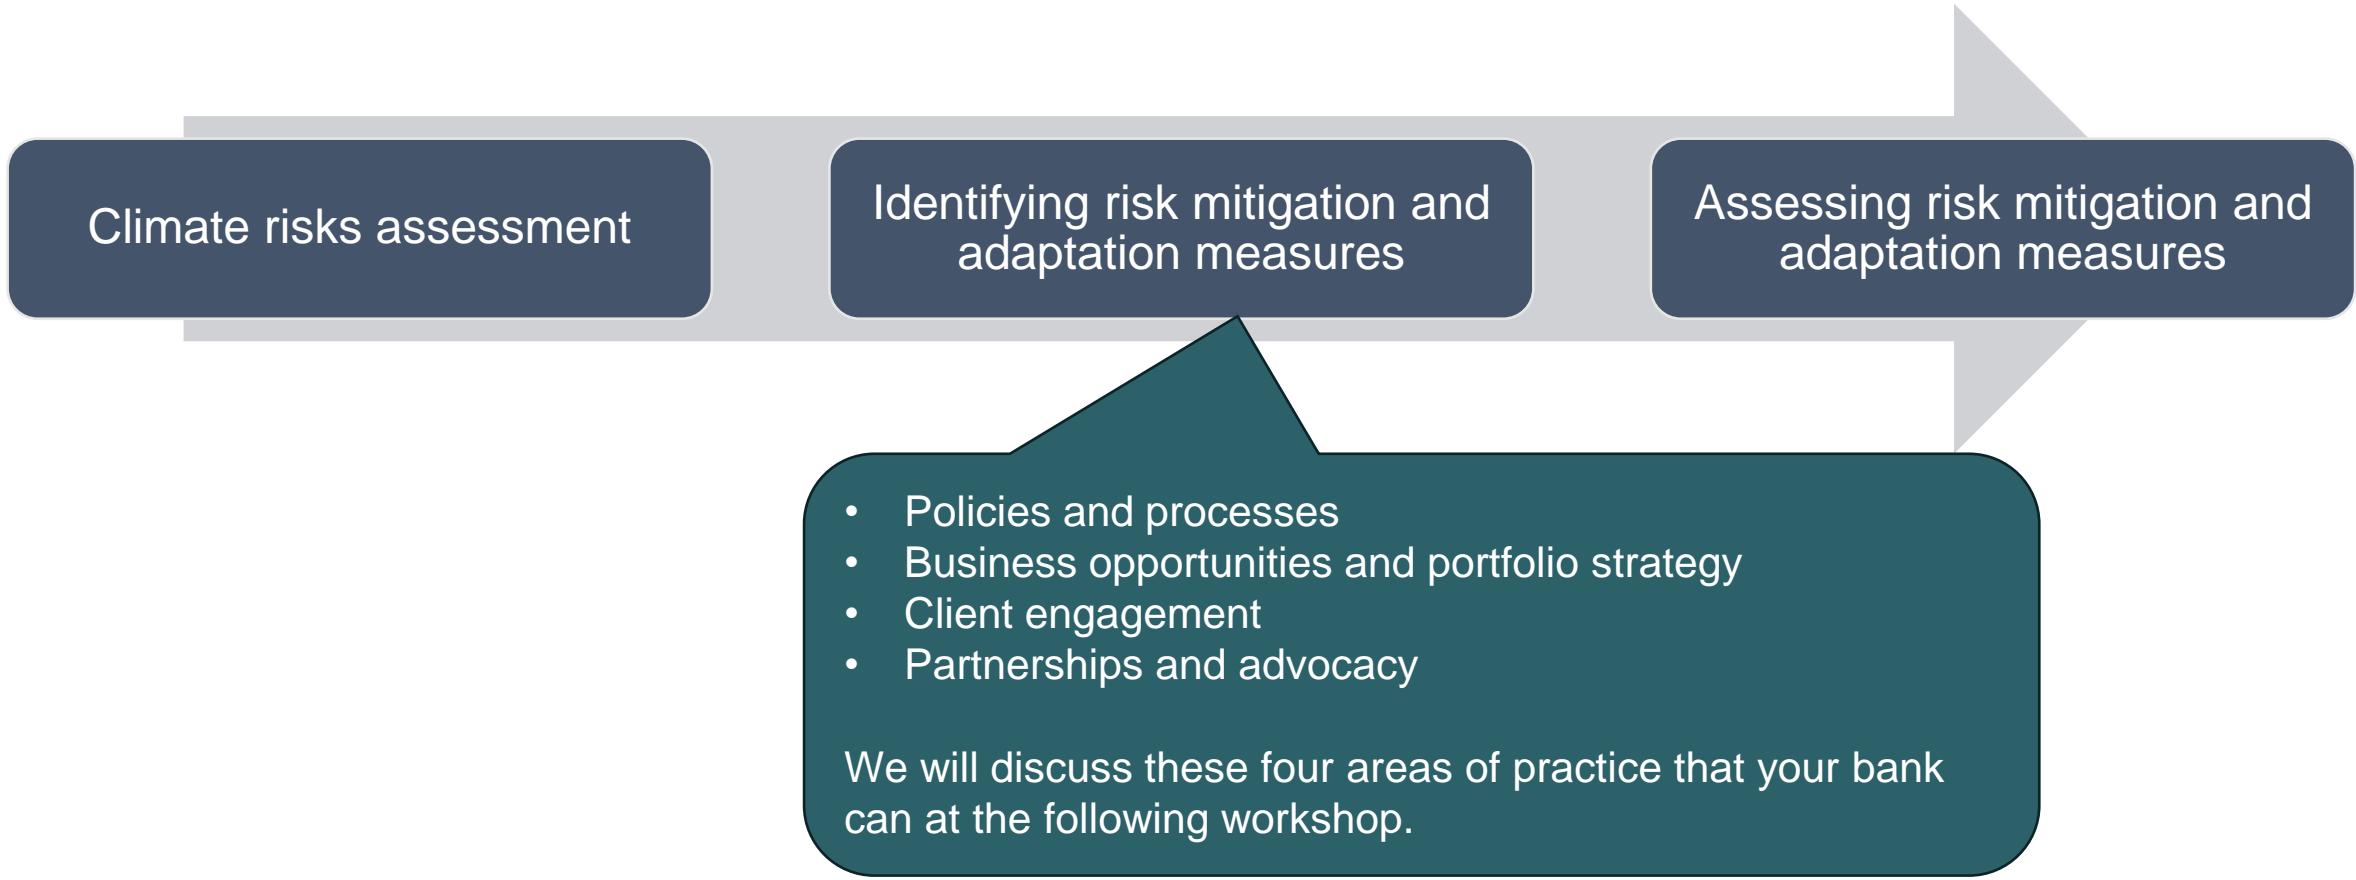 Climate risks assessment
Identifying risk mitigation and
adaptation measures
Assessing risk mitigation and
adaptation measures
• Policies and processes
• Business opportunities and portfolio strategy
• Client engagement
• Partnerships and advocacy
We will discuss these four areas of practice that your bank
can at the following workshop.